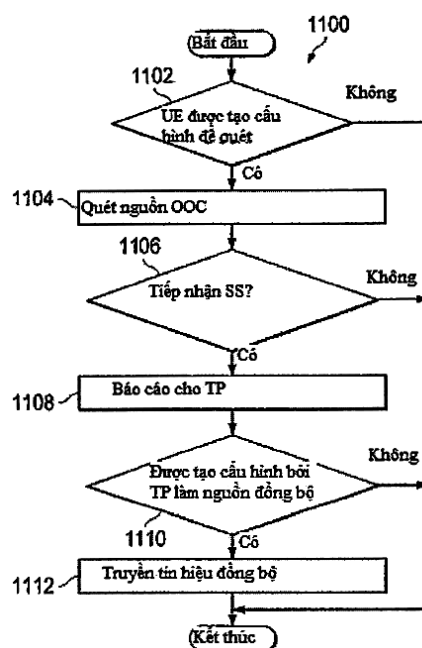 1100
Bắt đầu
1102
Không
UE được tạo cấu
hình để quét
Có
1104
Quét nguồn OOC
1106
Không
Tiếp nhận SS?
Có
1108
Báo cáo cho TP
Không
Được tạo cấu hình bởi
TP làm nguồn đồng bộ
1110
Có
1112
Truyền tín hiệu đồng bộ
Kết thúc